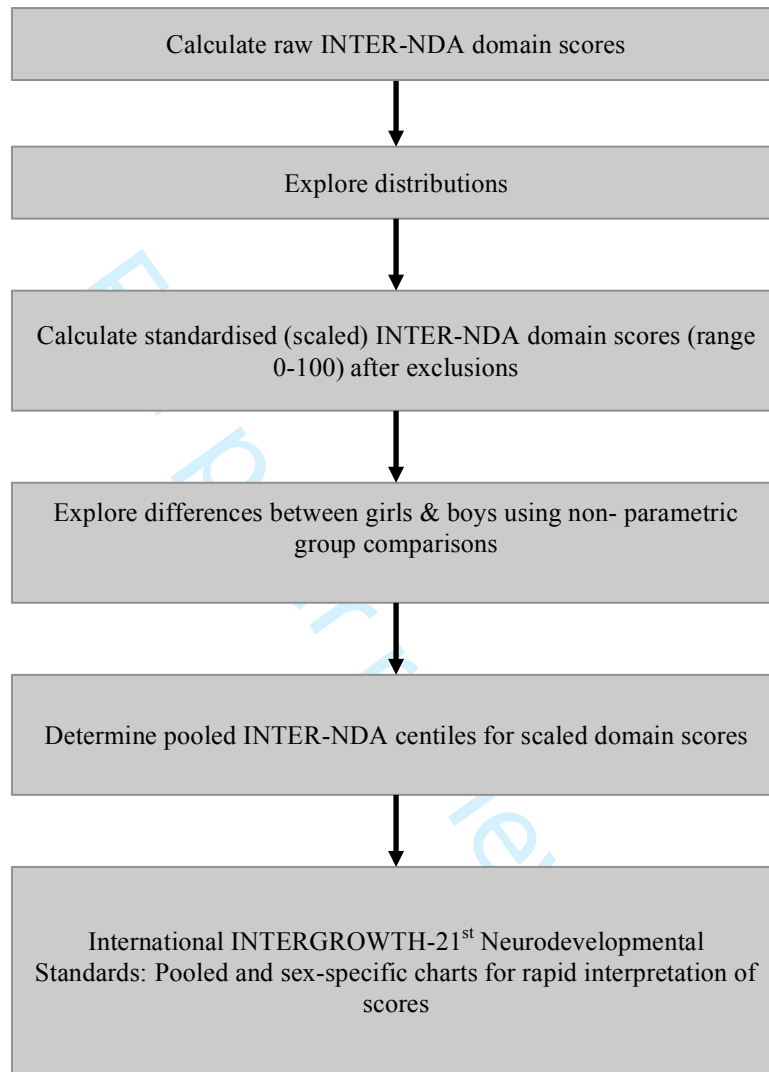 Calculate raw INTER-NDA domain scores
Explore distributions
Calculate standardised (scaled) INTER-NDA domain scores (range
0-100) after exclusions
Explore differences between girls & boys using non- parametric
group comparisons
Determine pooled INTER-NDA centiles for scaled domain scores
International INTERGROWTH-21st Neurodevelopmental
Standards: Pooled and sex-specific charts for rapid interpretation of
scores